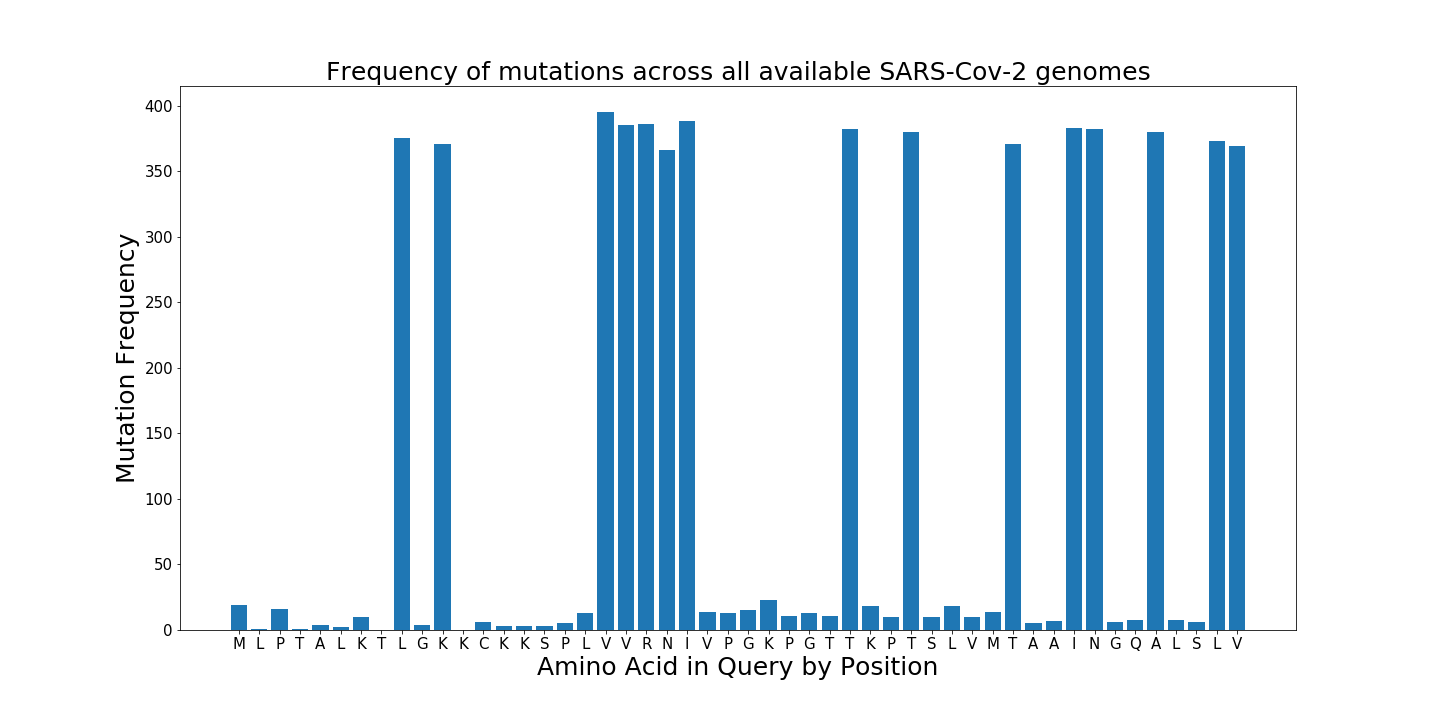 Frequency of mutations across all available SARS-Cov-2 genomes
400
350
300
250
200
150
100
50
0
Mutation Frequency
M L P T A L K T L G K K C K K S P L V V R N I V P G K P G T T K P T S L V M T A A I N G Q A L S L V
Amino Acid in Query by Position